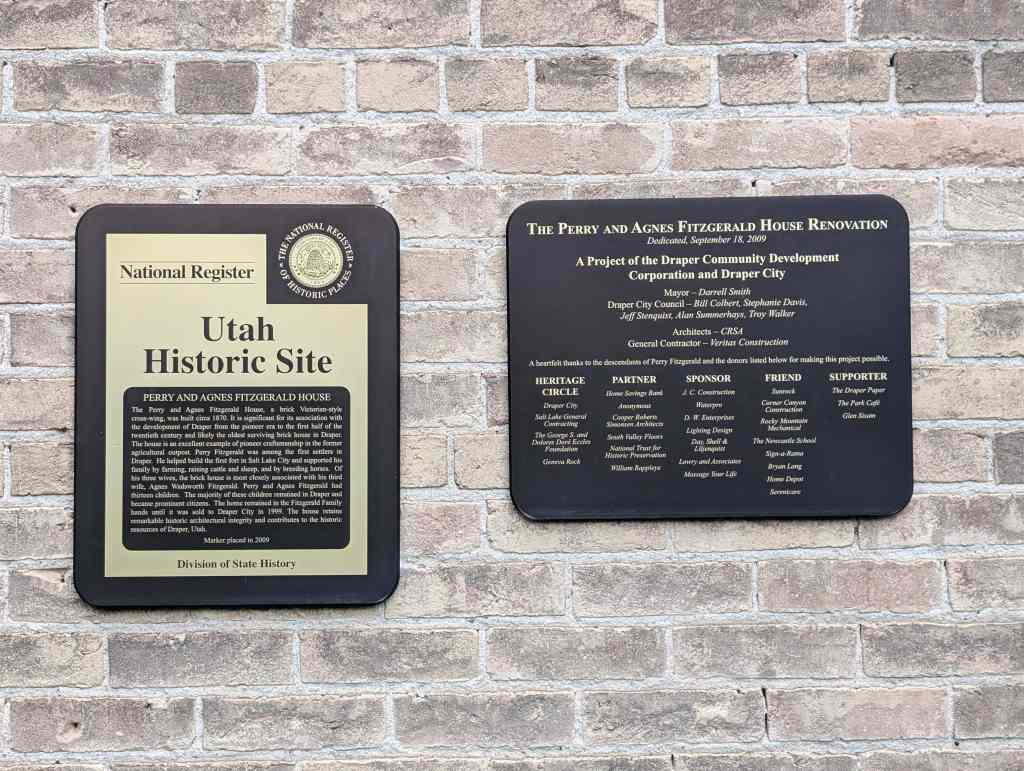 National Register
THE NATIONAL REGISTER
OF HISTORIC PLACES
Utah
Historic Site
PERRY AND AGNES FITZGERALD HOUSE
The Perry and Agnes Fitzgerald House, a brick Victorian-style
cross-wing, was built circa 1870. It is significant for its association with
the development of Draper from the pioneer era to the first half of the
twentieth century and likely the oldest surviving brick house in Draper.
The house is an excellent example of pioneer craftsmanship in the former
agricultural outpost. Perry Fitzgerald was among the first settlers in
Draper. He helped build the first fort in Salt Lake City and supported his
family by farming, raising cattle and sheep, and by breeding horses. Of
his three wives, the brick house is most closely associated with his third
wife, Agnes Wadsworth Fitzgerald. Perry and Agnes Fitzgerald had
thirteen children. The majority of these children remained in Draper and
became prominent citizens. The home remained in the Fitzgerald Family
hands until it was sold to Draper City in 1999. The house retains
remarkable historic architectural integrity and contributes to the historic
resources of Draper, Utah.
Marker placed in 2009
Division of State History
THE PERRY AND AGNES FITZGERALD HOUSE RENOVATION
Dedicated, September 18, 2009
A Project of the Draper Community Development
Corporation and Draper City
Mayor – Darrell Smith
Draper City Council – Bill Colbert, Stephanie Davis,
Jeff Stenquist, Alan Summerhays, Troy Walker
Architects – CRSA
General Contractor – Veritas Construction
A heartfelt thanks to the descendants of Perry Fitzgerald and the donors listed below for making this project possible.
HERITAGE
CIRCLE
Draper City
Salt Lake General
Contracting
The George S. and
Dolores Doré Eccles
Foundation
Geneva Rock
PARTNER
Home Savings Bank
Anonymous
Cooper Roberts
Simonsen Architects
South Valley Floors
National Trust for
Historic Preservation
William Rappleye
SPONSOR
J. C. Construction
Waterpro
D. W. Enterprises
Lighting Design
Day, Shell &
Liljenquist
Lowry and Associates
Massage Your Life
FRIEND
Sunrock
Corner Canyon
Construction
Rocky Mountain
Mechanical
The Newcastle School
Sign-a-Rama
Bryan Lang
Home Depot
Serenicare
SUPPORTER
The Draper Paper
The Park Café
Glen Sloam